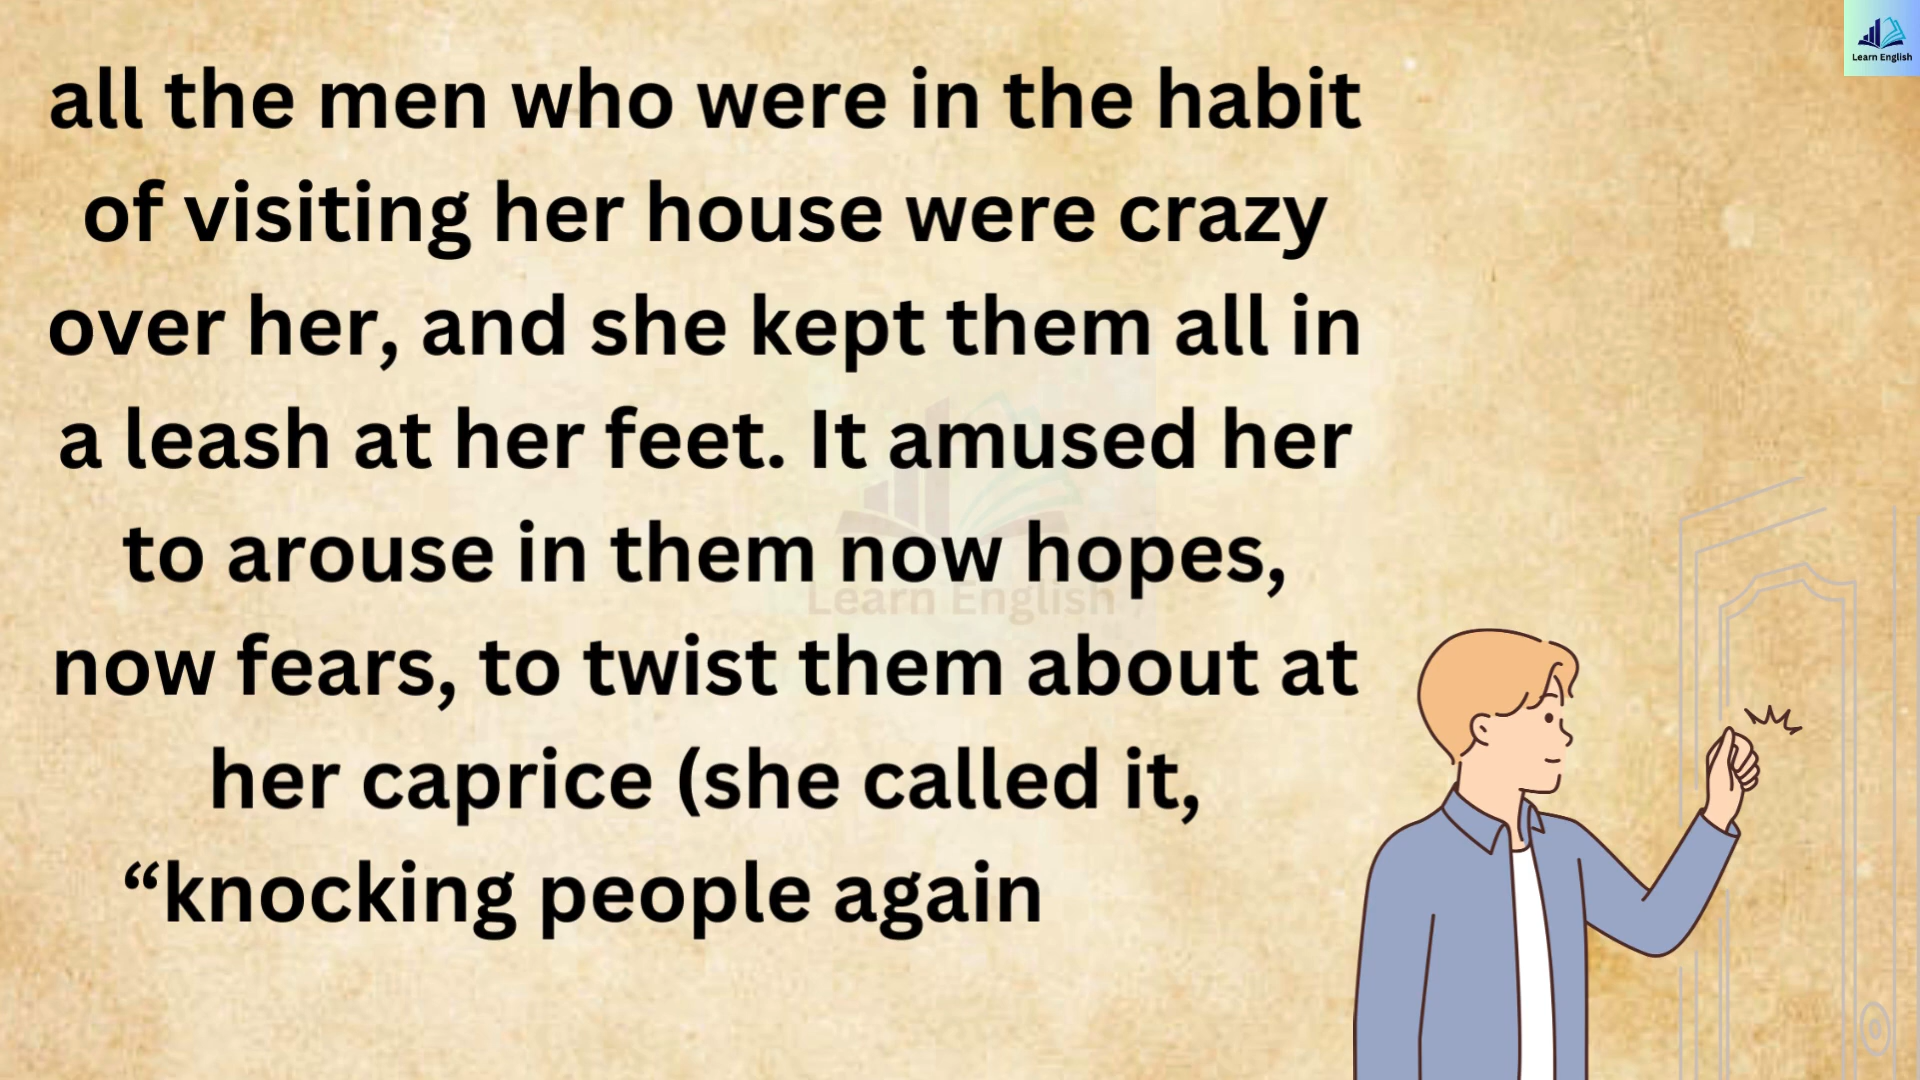 Learn English
all the men who were in the habit
of visiting her house were crazy
over her, and she kept them all in
a leash at her feet. It amused her
to arouse in them now hopes,
now fears, to twist them about at
her caprice (she called it,
“knocking people again
Learn English